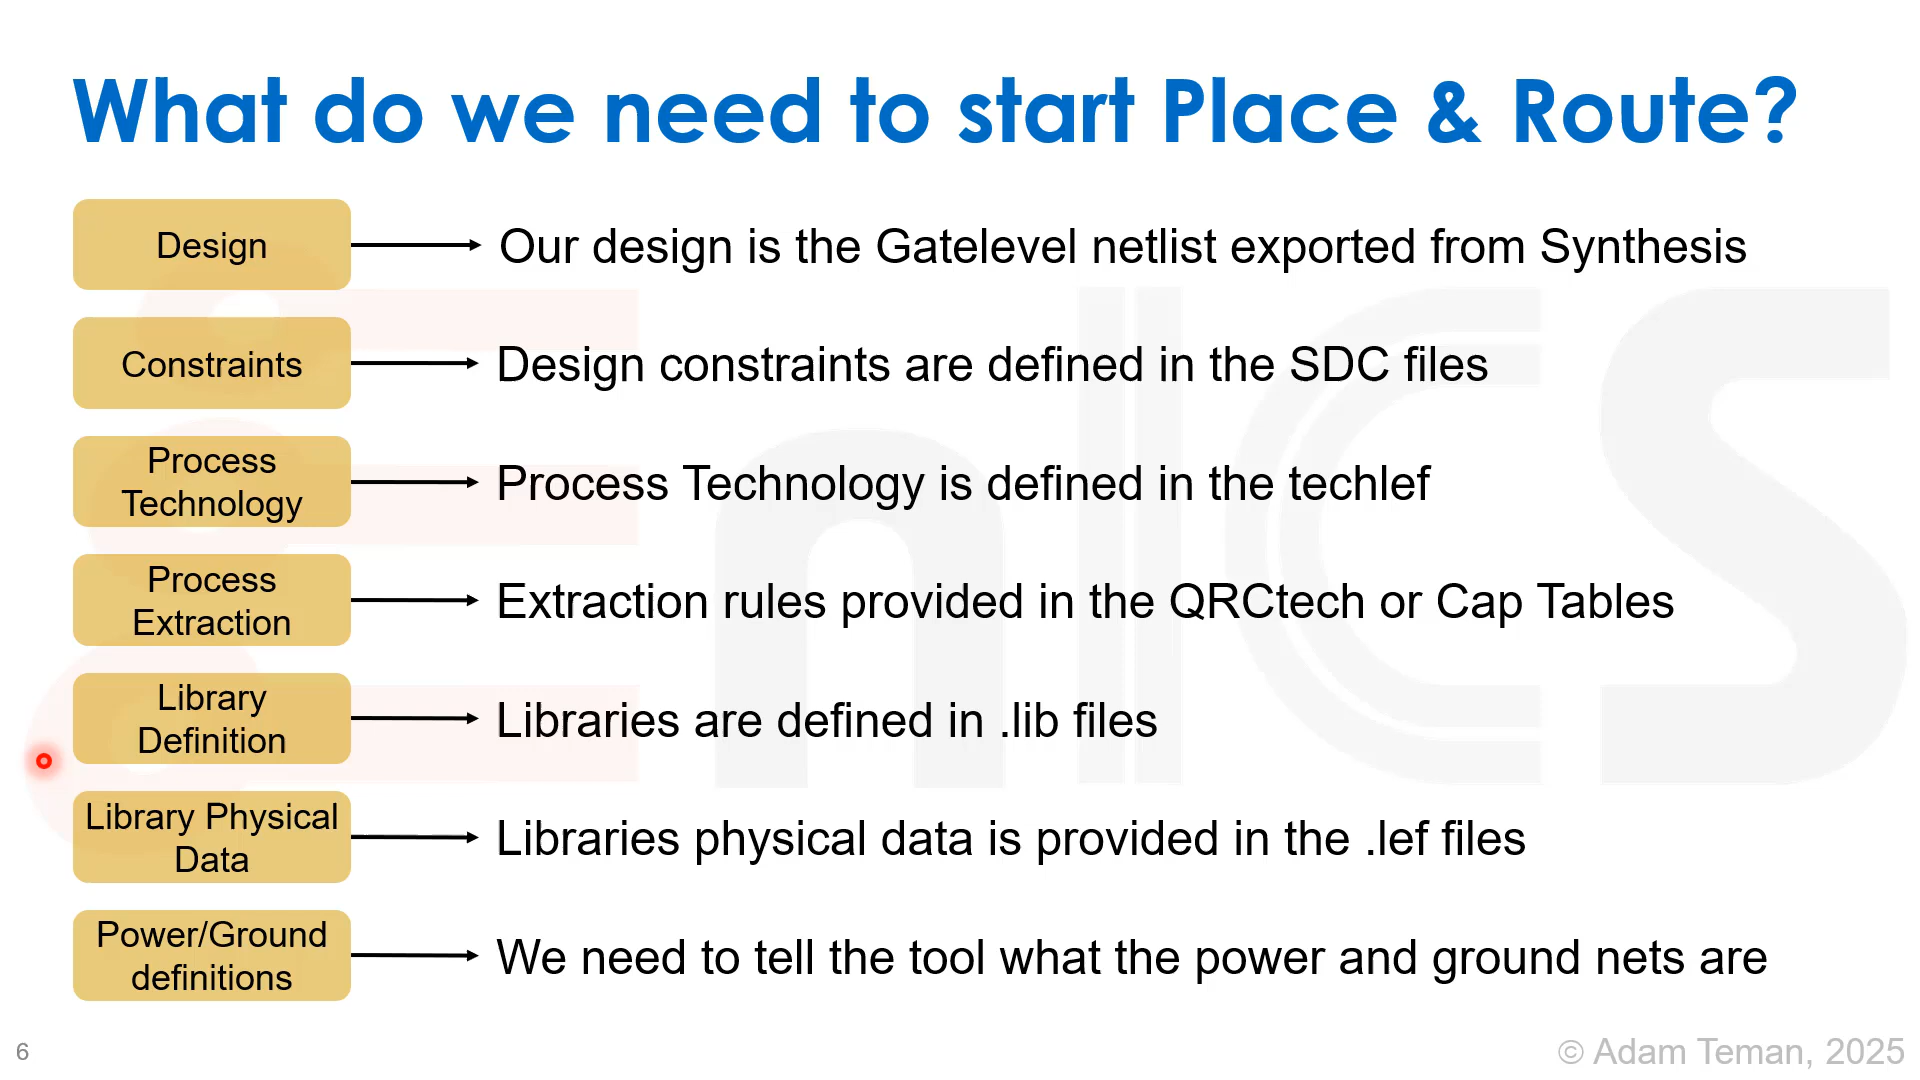 What do we need to start Place & Route?
Design
Our design is the Gatelevel netlist exported from Synthesis
Constraints
Design constraints are defined in the SDC files
Process
Technology
Process Technology is defined in the techlef
Process
Extraction
Extraction rules provided in the QRCtech or Cap Tables
Library
Definition
Libraries are defined in .lib files
Library Physical
Data
Libraries physical data is provided in the .lef files
Power/Ground
definitions
We need to tell the tool what the power and ground nets are
EnICS
6
© Adam Teman, 2025